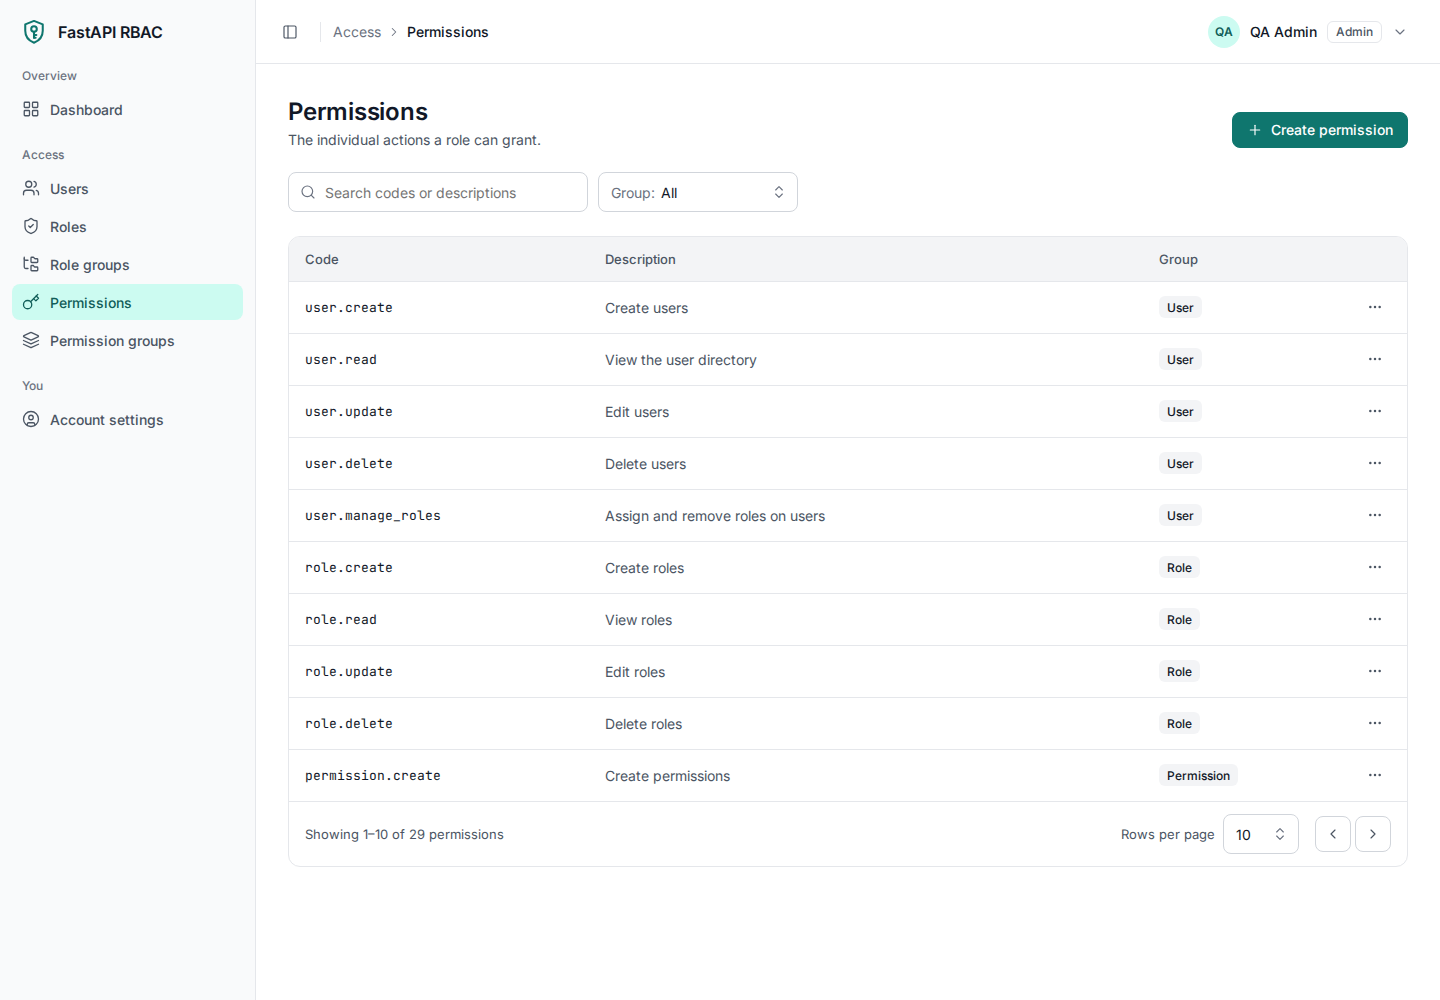 FastAPI RBAC
Overview
Dashboard
Access
Users
Roles
Role groups
Permissions
Permission groups
You
Account settings
Access > Permissions
QA QA Admin Admin
Permissions
The individual actions a role can grant.
Create permission
Search codes or descriptions
Group: All
Code Description Group
user.create Create users User
user.read View the user directory User
user.update Edit users User
user.delete Delete users User
user.manage_roles Assign and remove roles on users User
role.create Create roles Role
role.read View roles Role
role.update Edit roles Role
role.delete Delete roles Role
permission.create Create permissions Permission
Showing 1–10 of 29 permissions Rows per page 10